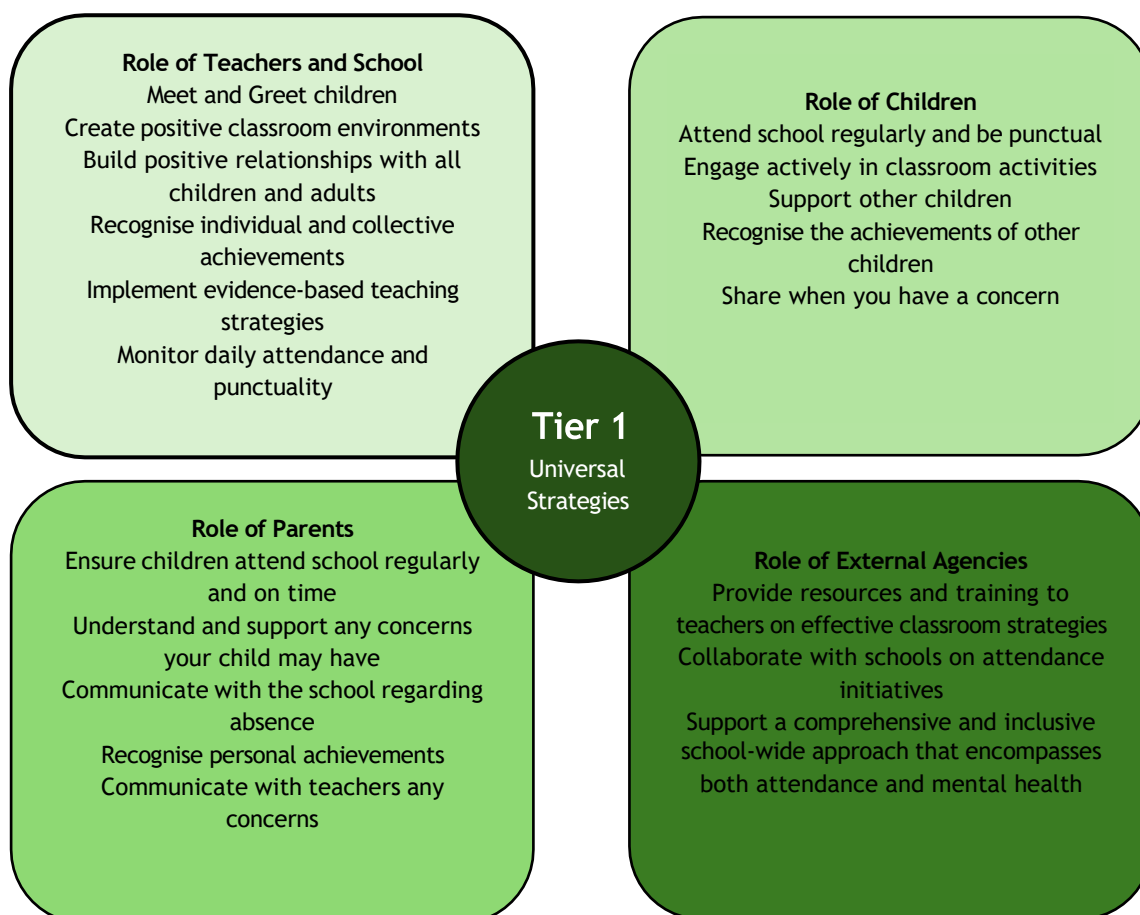 Role of Teachers and School
Meet and Greet children
Create positive classroom environments
Build positive relationships with all
children and adults
Recognise individual and collective
achievements
Implement evidence-based teaching
strategies
Monitor daily attendance and
punctuality
Role of Children
Attend school regularly and be punctual
Engage actively in classroom activities
Support other children
Recognise the achievements of other
children
Share when you have a concern
Tier 1
Universal
Strategies
Role of Parents
Ensure children attend school regularly
and on time
Understand and support any concerns
your child may have
Communicate with the school regarding
absence
Recognise personal achievements
Communicate with teachers any
concerns
Role of External Agencies
Provide resources and training to
teachers on effective classroom strategies
Collaborate with schools on attendance
initiatives
Support a comprehensive and inclusive
school-wide approach that encompasses
both attendance and mental health